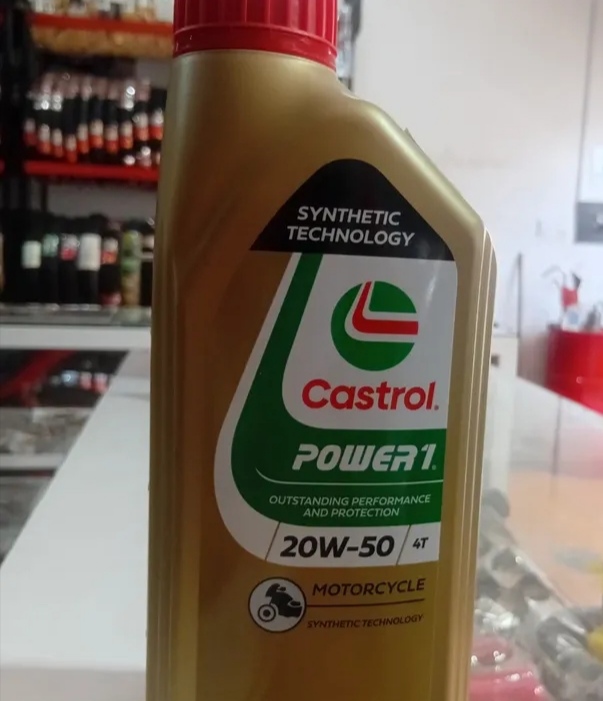 SYNTHETIC
TECHNOLOGY
Castrol
POWER1
OUTSTANDING PERFORMANCE
AND PROTECTION
20W-50 4T
MOTORCYCLE
SYNTHETIC TECHNOLOGY